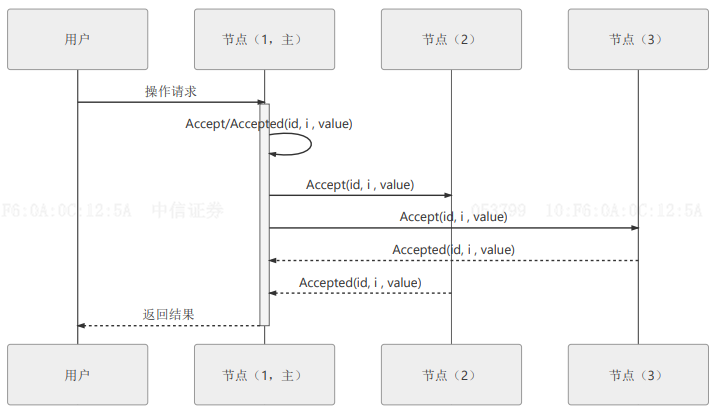 用户
节点（1，主）
节点（2）
节点（3）
操作请求
Accept/Accepted(id, i , value)
Accept(id, i , value)
F6:0A:0C:12:5A 中信证券
10:F6:0A:0C:12:5A
Accept(id, i , value)
Accepted(id, i , value)
Accepted(id, i , value)
返回结果
用户
节点（1，主）
节点（2）
节点（3）